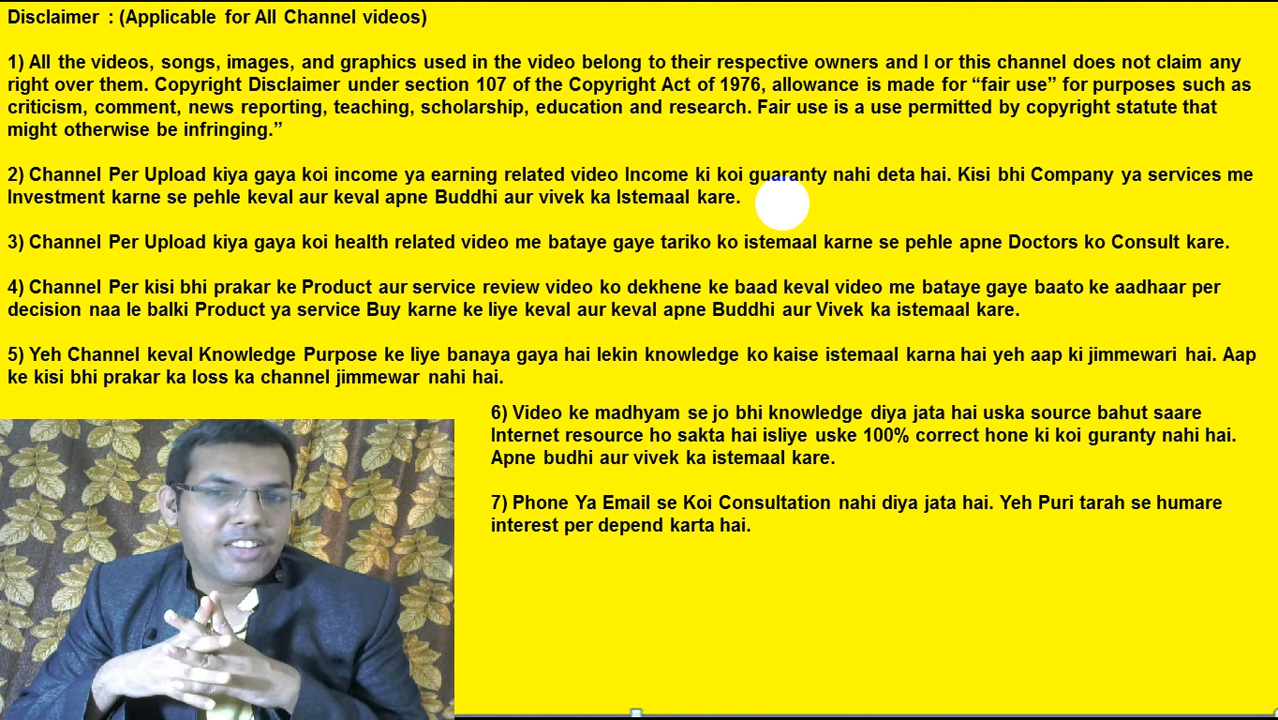 Disclaimer : (Applicable for All Channel videos)
1) All the videos, songs, images, and graphics used in the video belong to their respective owners and I or this channel does not claim any
right over them. Copyright Disclaimer under section 107 of the Copyright Act of 1976, allowance is made for “fair use” for purposes such as
criticism, comment, news reporting, teaching, scholarship, education and research. Fair use is a use permitted by copyright statute that
might otherwise be infringing.”
2) Channel Per Upload kiya gaya koi income ya earning related video Income ki koi guaranty nahi deta hai. Kisi bhi Company ya services me
Investment karne se pehle keval aur keval apne Buddhi aur vivek ka Istemaal kare.
3) Channel Per Upload kiya gaya koi health related video me bataye gaye tariko ko istemaal karne se pehle apne Doctors ko Consult kare.
4) Channel Per kisi bhi prakar ke Product aur service review video ko dekhene ke baad keval video me bataye gaye baato ke aadhaar per
decision naa le balki Product ya service Buy karne ke liye keval aur keval apne Buddhi aur Vivek ka istemaal kare.
5) Yeh Channel keval Knowledge Purpose ke liye banaya gaya hai lekin knowledge ko kaise istemaal karna hai yeh aap ki jimmewari hai. Aap
ke kisi bhi prakar ka loss ka channel jimmewar nahi hai.
6) Video ke madhyam se jo bhi knowledge diya jata hai uska source bahut saare
Internet resource ho sakta hai isliye uske 100% correct hone ki koi guranty nahi hai.
Apne budhi aur vivek ka istemaal kare.
7) Phone Ya Email se Koi Consultation nahi diya jata hai. Yeh Puri tarah se humare
interest per depend karta hai.